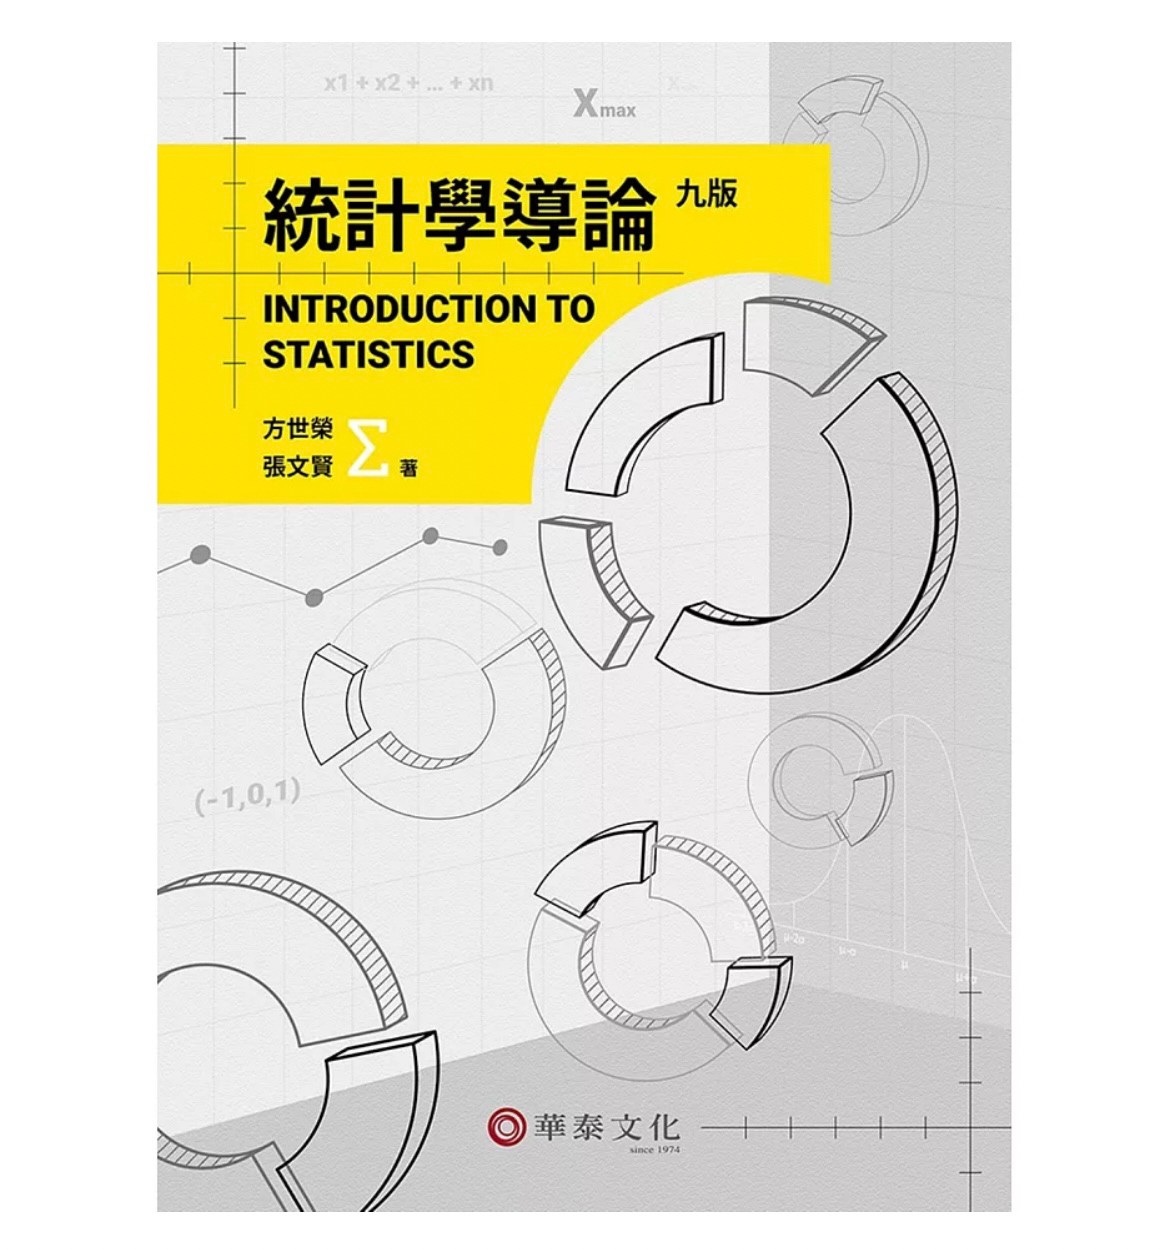 x1 + x2 + ... + xn
Xmax
統計學導論 九版
INTRODUCTION TO
STATISTICS
方世榮
張文賢
Σ 著
(-1,0,1)
μ-2σ
μ-σ
μ
華泰文化
since 1974